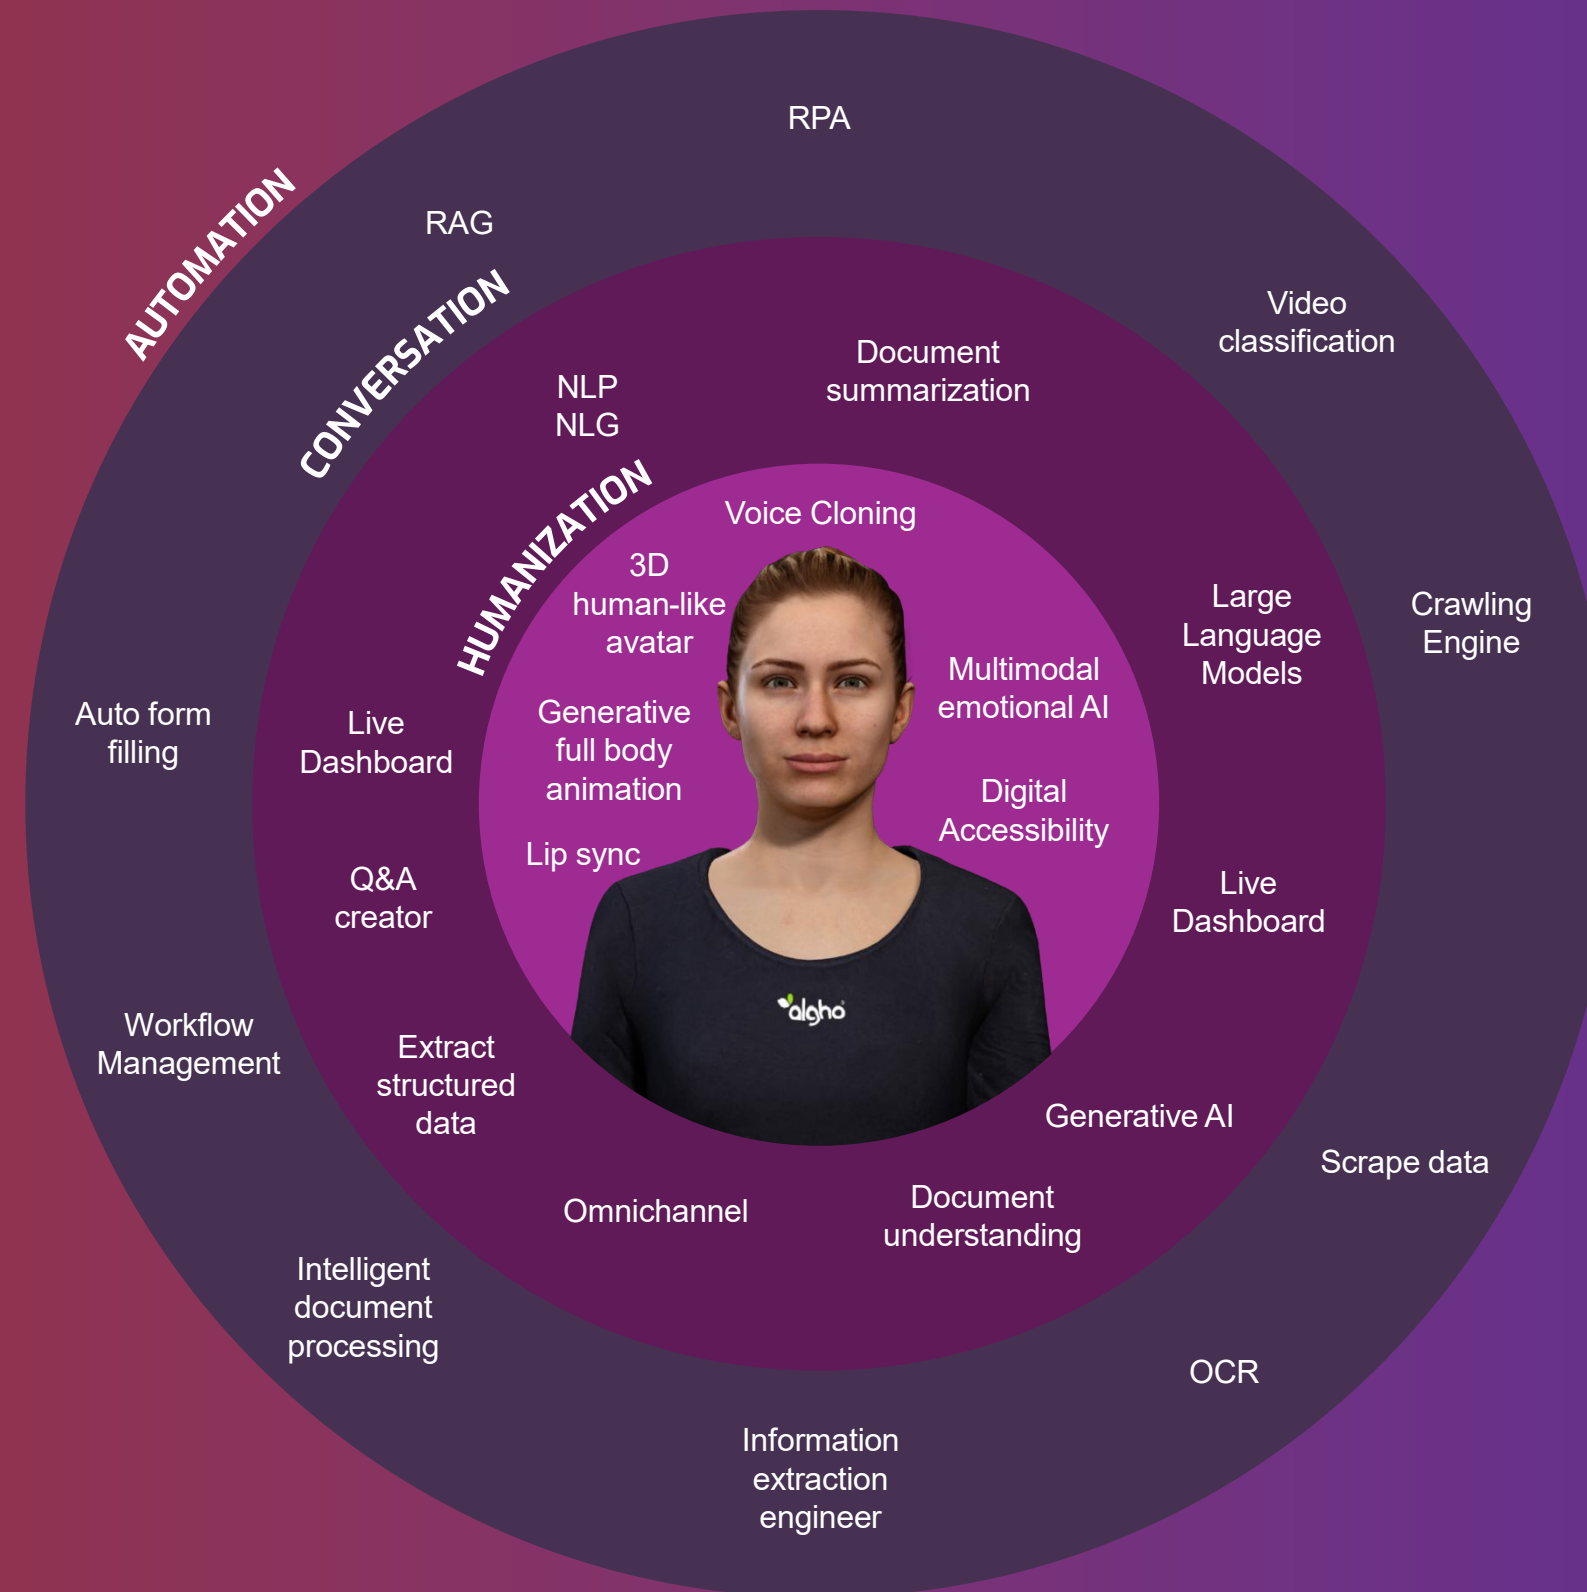 RPA
AUTOMATION
RAG
CONVERSATION
Video
classification
Document
summarization
NLP
NLG
HUMANIZATION
Voice Cloning
3D
human-like
avatar
Large
Language
Models
Crawling
Engine
Multimodal
emotional AI
Auto form
filling
Live
Dashboard
Generative
full body
animation
Digital
Accessibility
Lip sync
Q&A
creator
Live
Dashboard
algho
Workflow
Management
Extract
structured
data
Generative AI
Scrape data
Omnichannel
Document
understanding
Intelligent
document
processing
OCR
Information
extraction
engineer